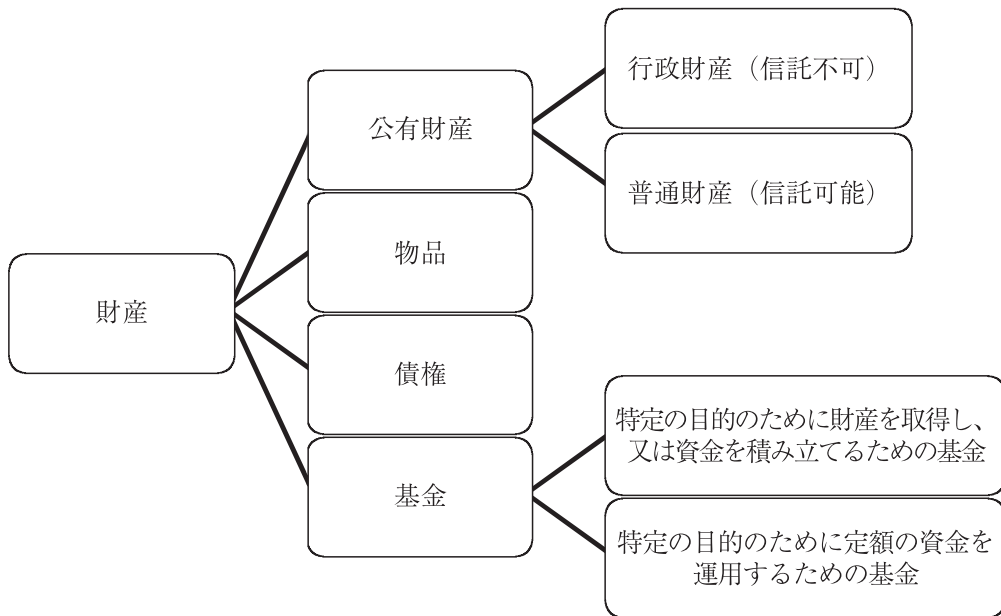 財産
公有財産
行政財産（信託不可）
普通財産（信託可能）
物品
債権
基金
特定の目的のために財産を取得し、
又は資金を積み立てるための基金
特定の目的のために定額の資金を
運用するための基金